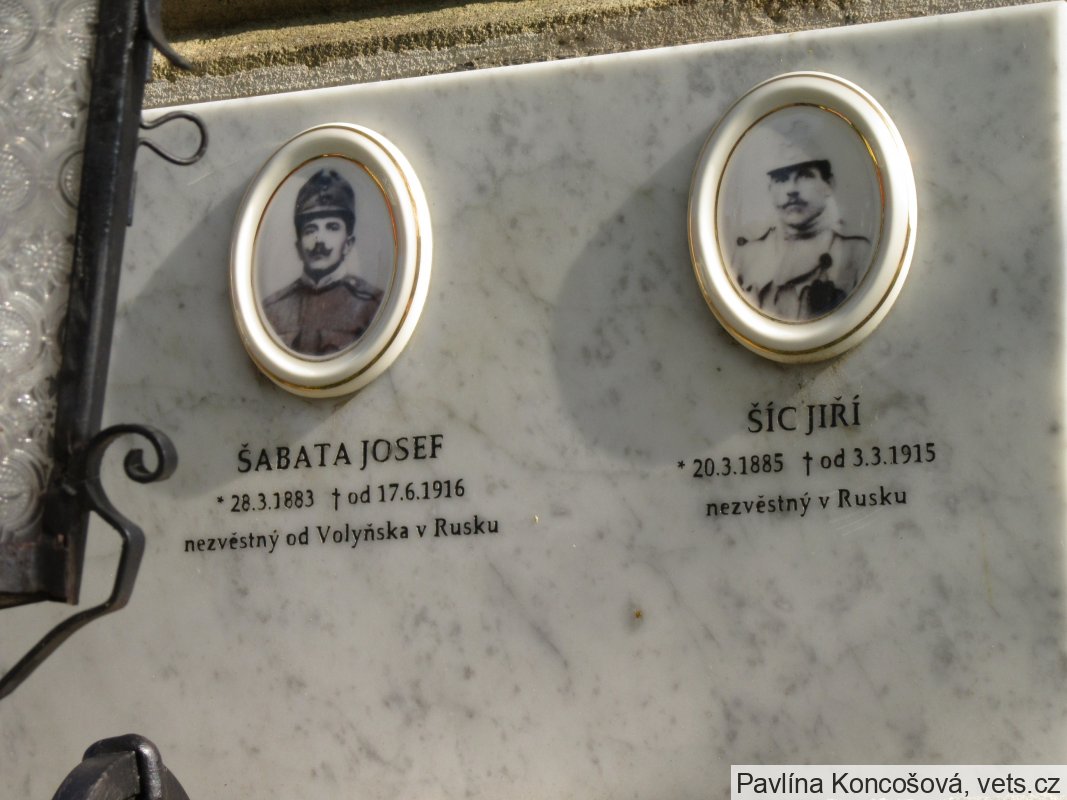 ŠABATA JOSEF
* 28.3.1883 † od 17.6.1916
nezvěstný od Volyňska v Rusku
ŠÍC JIŘÍ
* 20.3.1885 † od 3.3.1915
nezvěstný v Rusku
Pavlína Koncošová, vets.cz